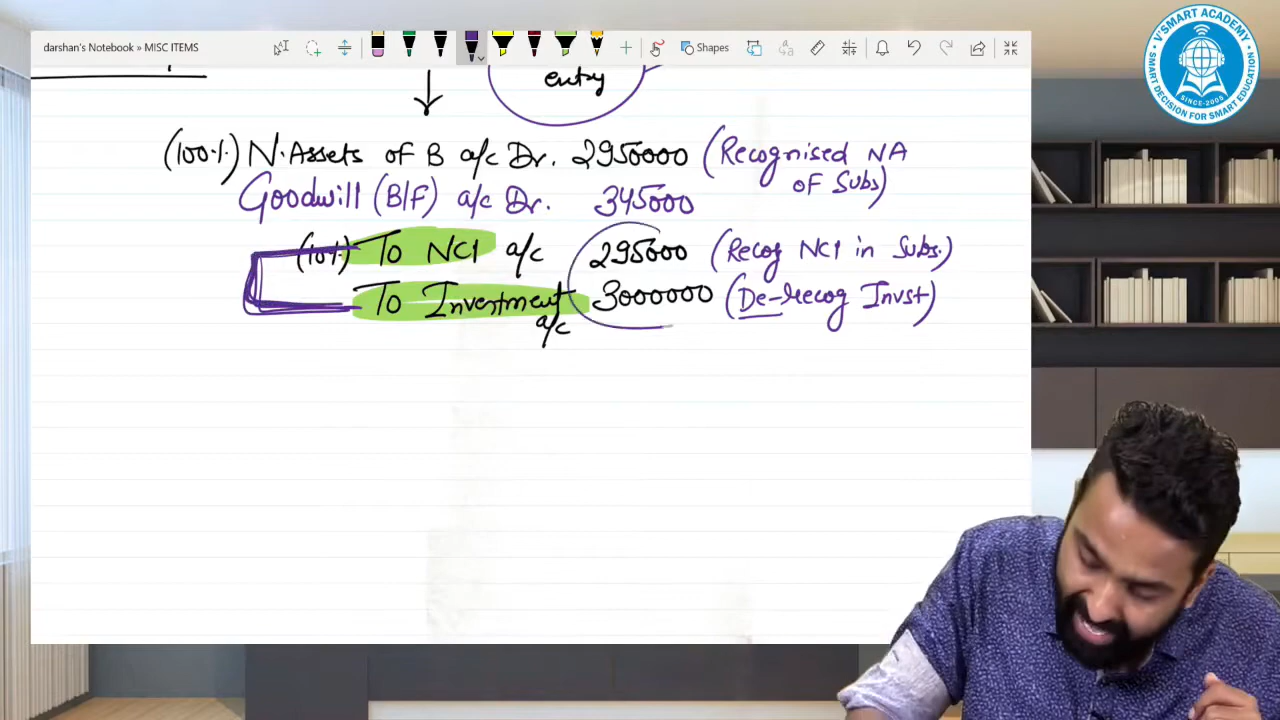 darshan's Notebook » MISC ITEMS
Shapes
V'SMART ACADEMY
SMART DECISION FOR SMART EDUCATION
SINCE-2005
entry
(100%) N.Assets of B a/c Dr. 2950000 (Recognised NA
of Subs)
Goodwill (B/F) a/c Dr. 345000
(10%) To NCI a/c 295000 (Recog NCI in Subs.)
To Investment 3000000 (De-recog Invst)
a/c